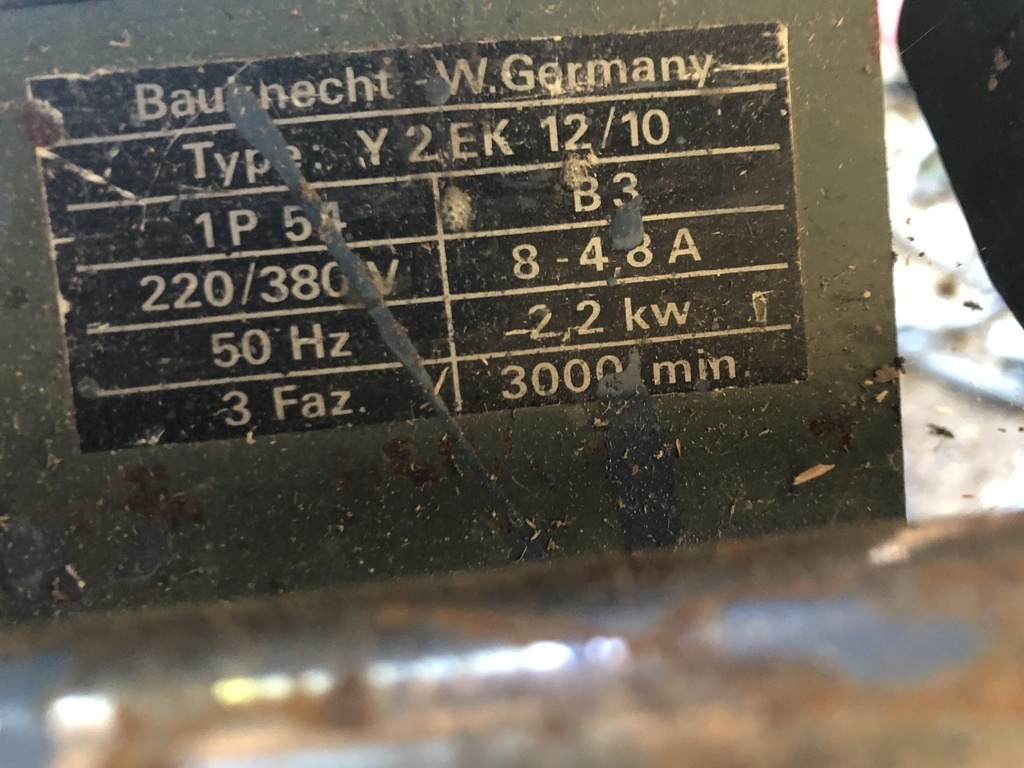 Bauknecht - W.Germany
Type: Y 2 EK 12/10
1P 54 B3
220/380 V 8 - 4,8 A
50 Hz 2,2 kw
3 Faz. 3000 min.